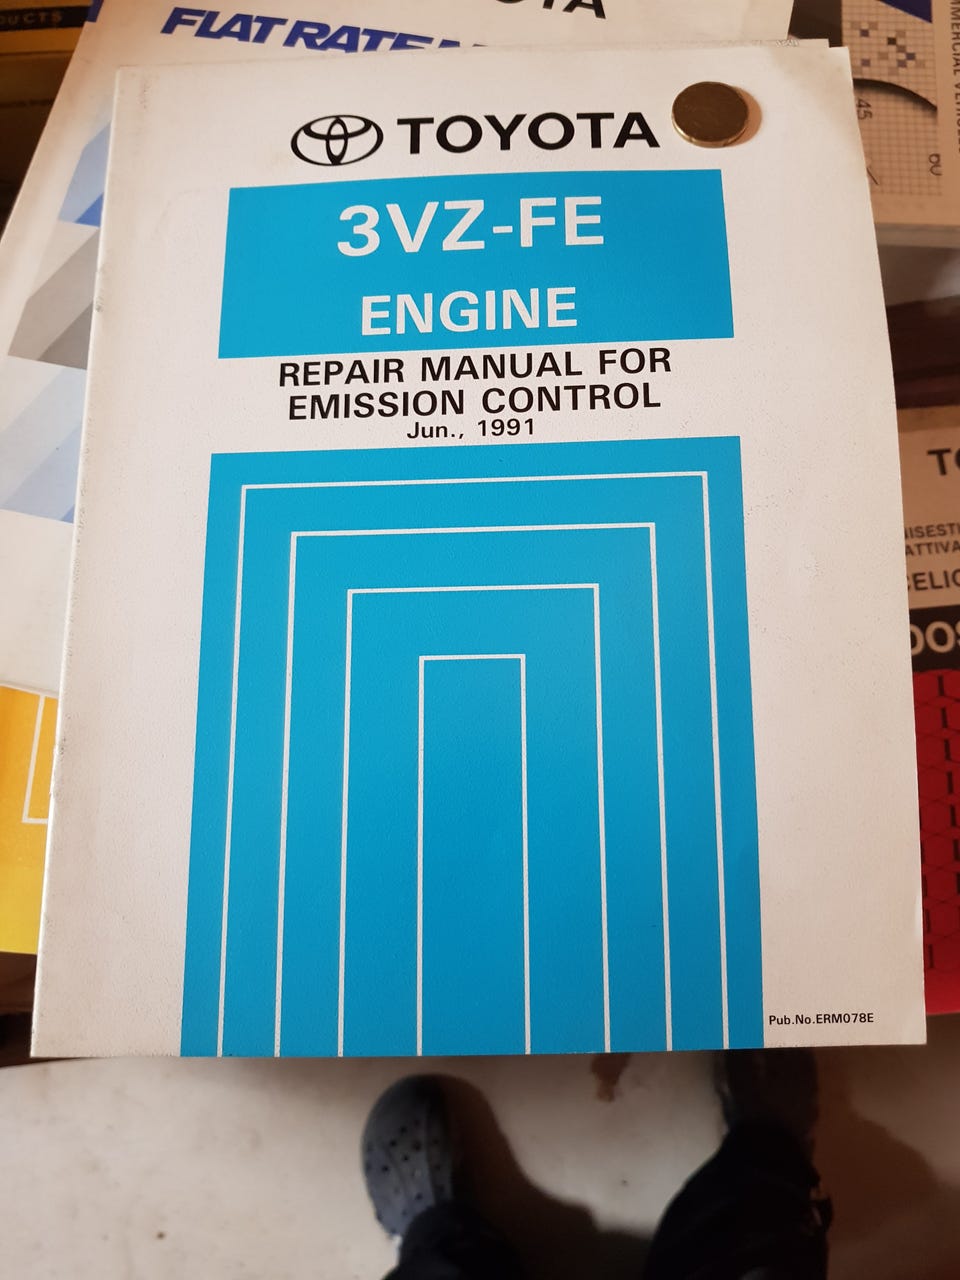 TOYOTA
3VZ-FE
ENGINE
REPAIR MANUAL FOR
EMISSION CONTROL
Jun., 1991
Pub.No.ERM078E
FLAT RATE
45